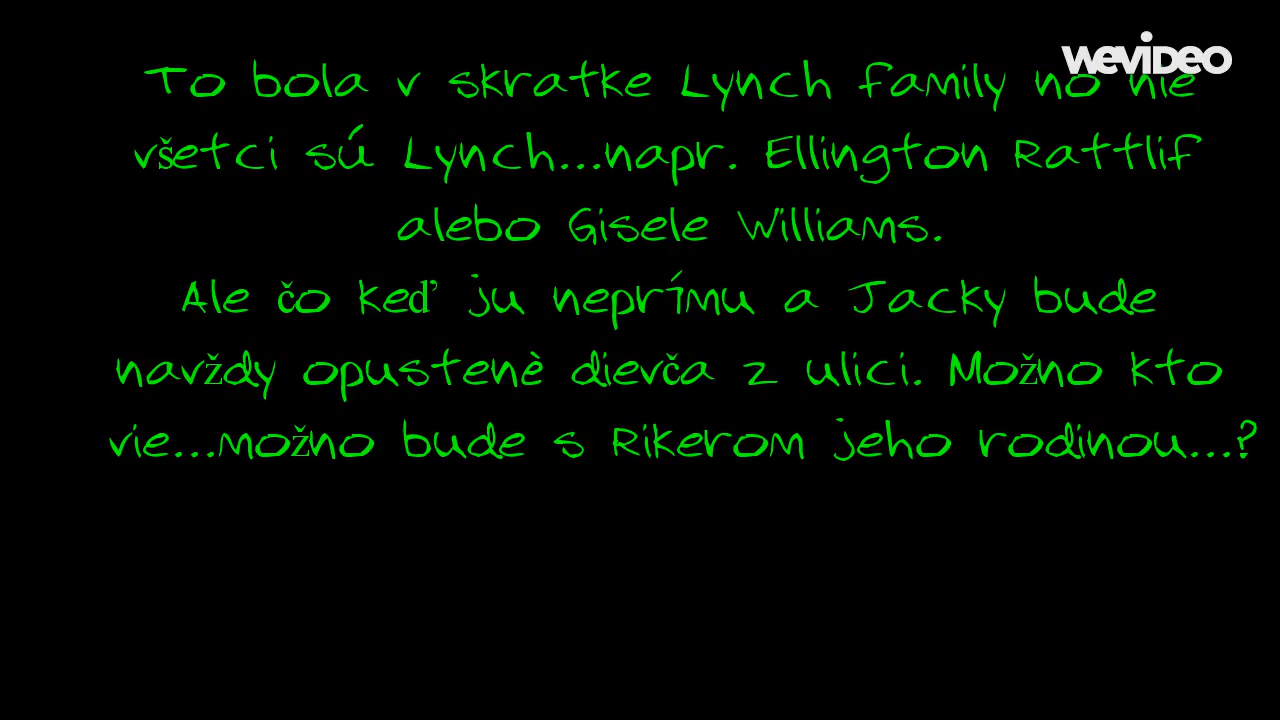 WEVIDEO
To bola v skratke Lynch family no nie
všetci sú Lynch...napr. Ellington Rattlif
alebo Gisele Williams.
Ale čo keď ju neprímu a Jacky bude
navždy opustenè dievča z ulici. Možno kto
vie...možno bude s Rikerom jeho rodinou...?